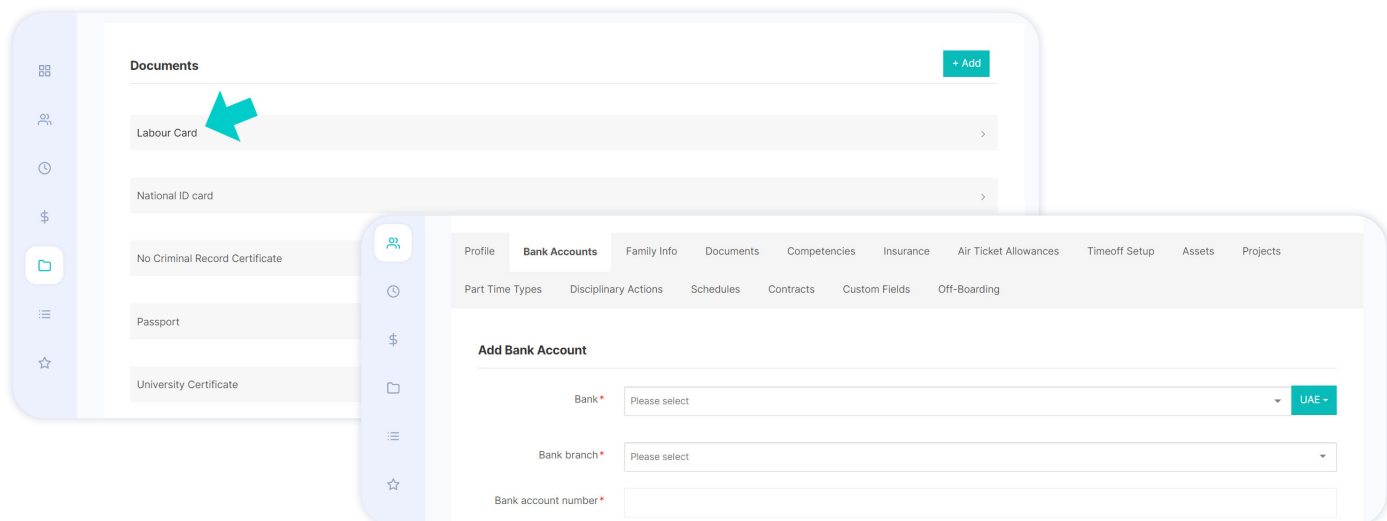 Documents
+ Add
Labour Card
National ID card
No Criminal Record Certificate
Passport
University Certificate
Profile Bank Accounts Family Info Documents Competencies Insurance Air Ticket Allowances Timeoff Setup Assets Projects
Part Time Types Disciplinary Actions Schedules Contracts Custom Fields Off-Boarding
Add Bank Account
Bank* Please select UAE
Bank branch* Please select
Bank account number*